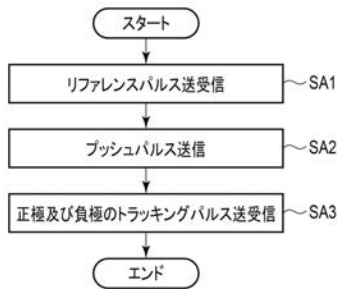 スタート
リファレンスパルス送受信
SA1
プッシュパルス送信
SA2
正極及び負極のトラッキングパルス送受信
SA3
エンド